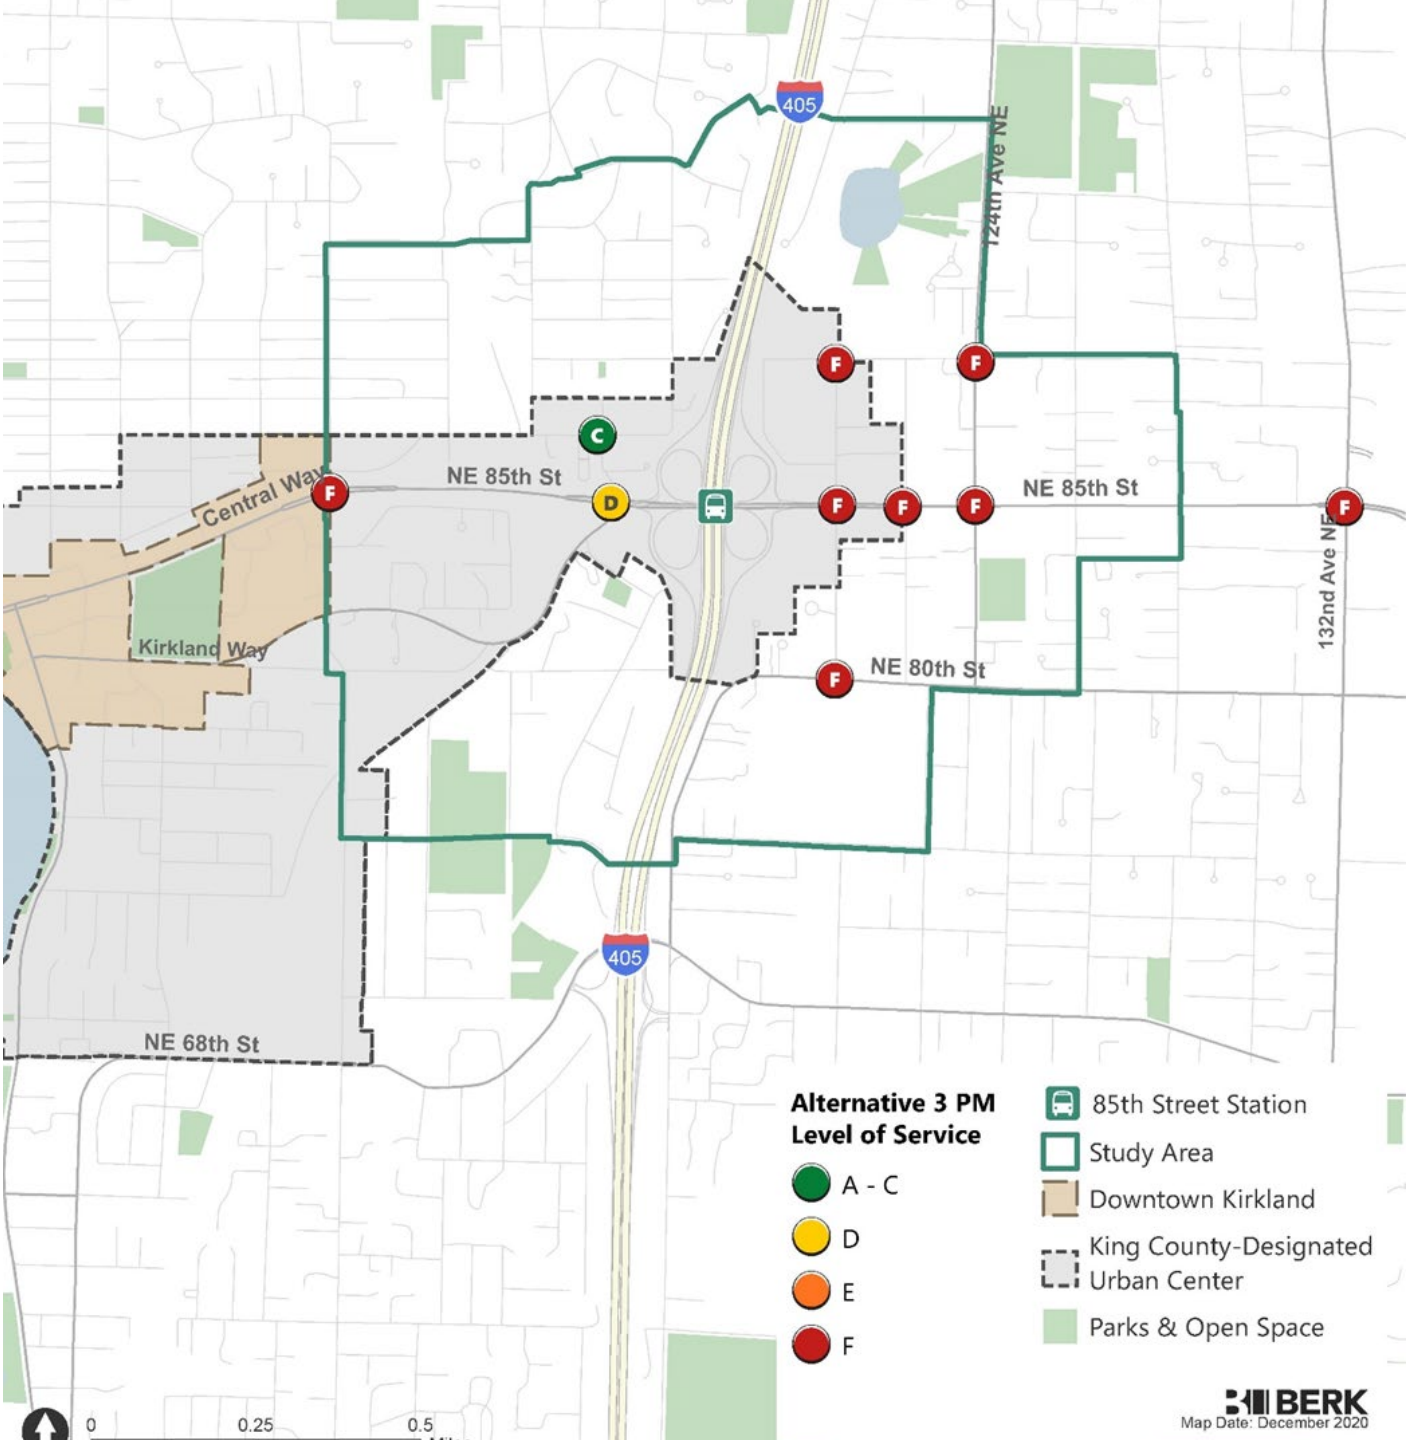 405
124th Ave NE
F
F
C
NE 85th St
Central Way
F
D
F
F
F
NE 85th St
F
132nd Ave NE
Kirkland Way
F
NE 80th St
405
NE 68th St
Alternative 3 PM
Level of Service
A - C
D
E
F
85th Street Station
Study Area
Downtown Kirkland
King County-Designated
Urban Center
Parks & Open Space
BERK
Map Date: December 2020
0 0.25 0.5